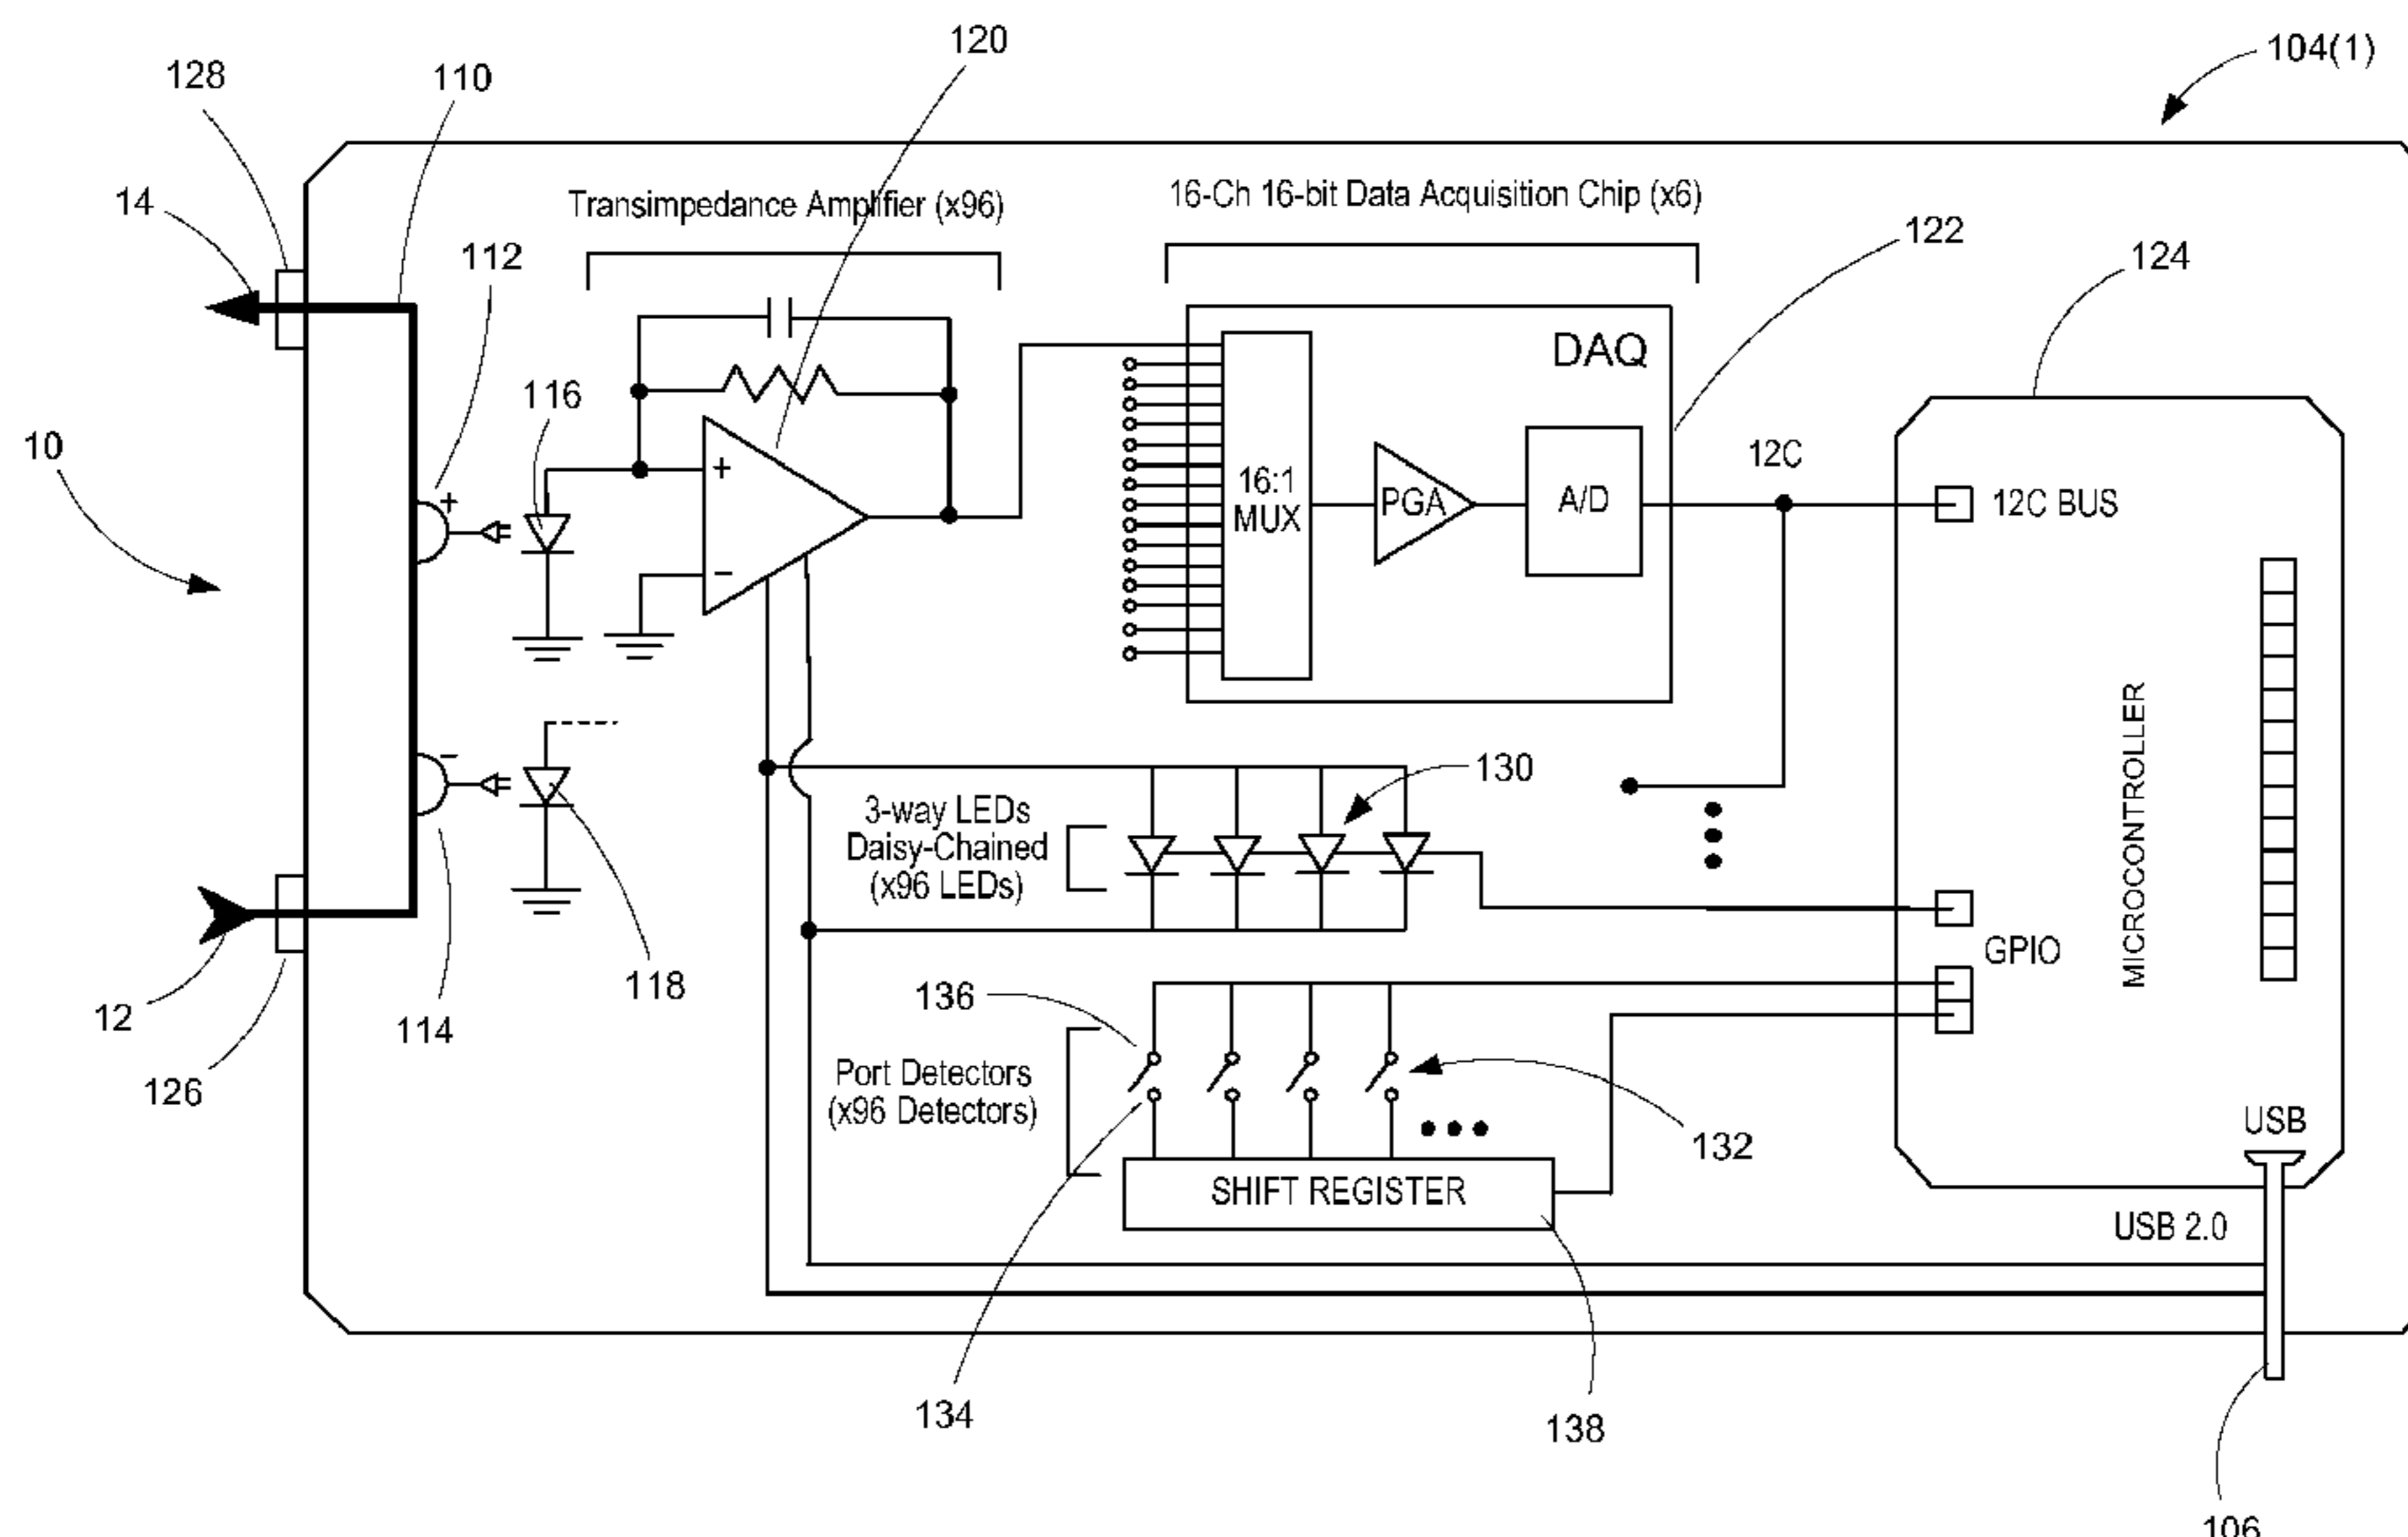 120
104(1)
128
110
14
Transimpedance Amplifier (x96)
16-Ch 16-bit Data Acquisition Chip (x6)
122
112
124
DAQ
116
10
+
16:1
MUX
PGA
A/D
12C
12C BUS
+
−
MICROCONTROLLER
−
130
3-way LEDs
Daisy-Chained
(x96 LEDs)
GPIO
118
136
12
114
126
Port Detectors
(x96 Detectors)
132
USB
SHIFT REGISTER
USB 2.0
134
138
106